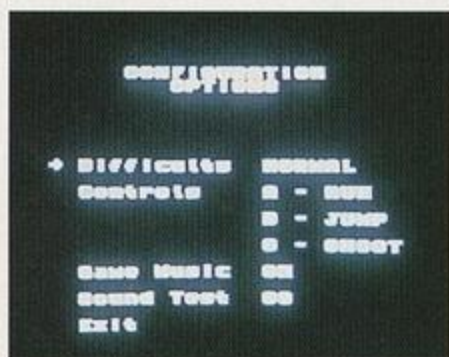 CONFIGURATION
OPTIONS
→ Difficulty NORMAL
Controls A - RUN
B - JUMP
C - SHOOT
Game Music ON
Sound Test 00
Exit